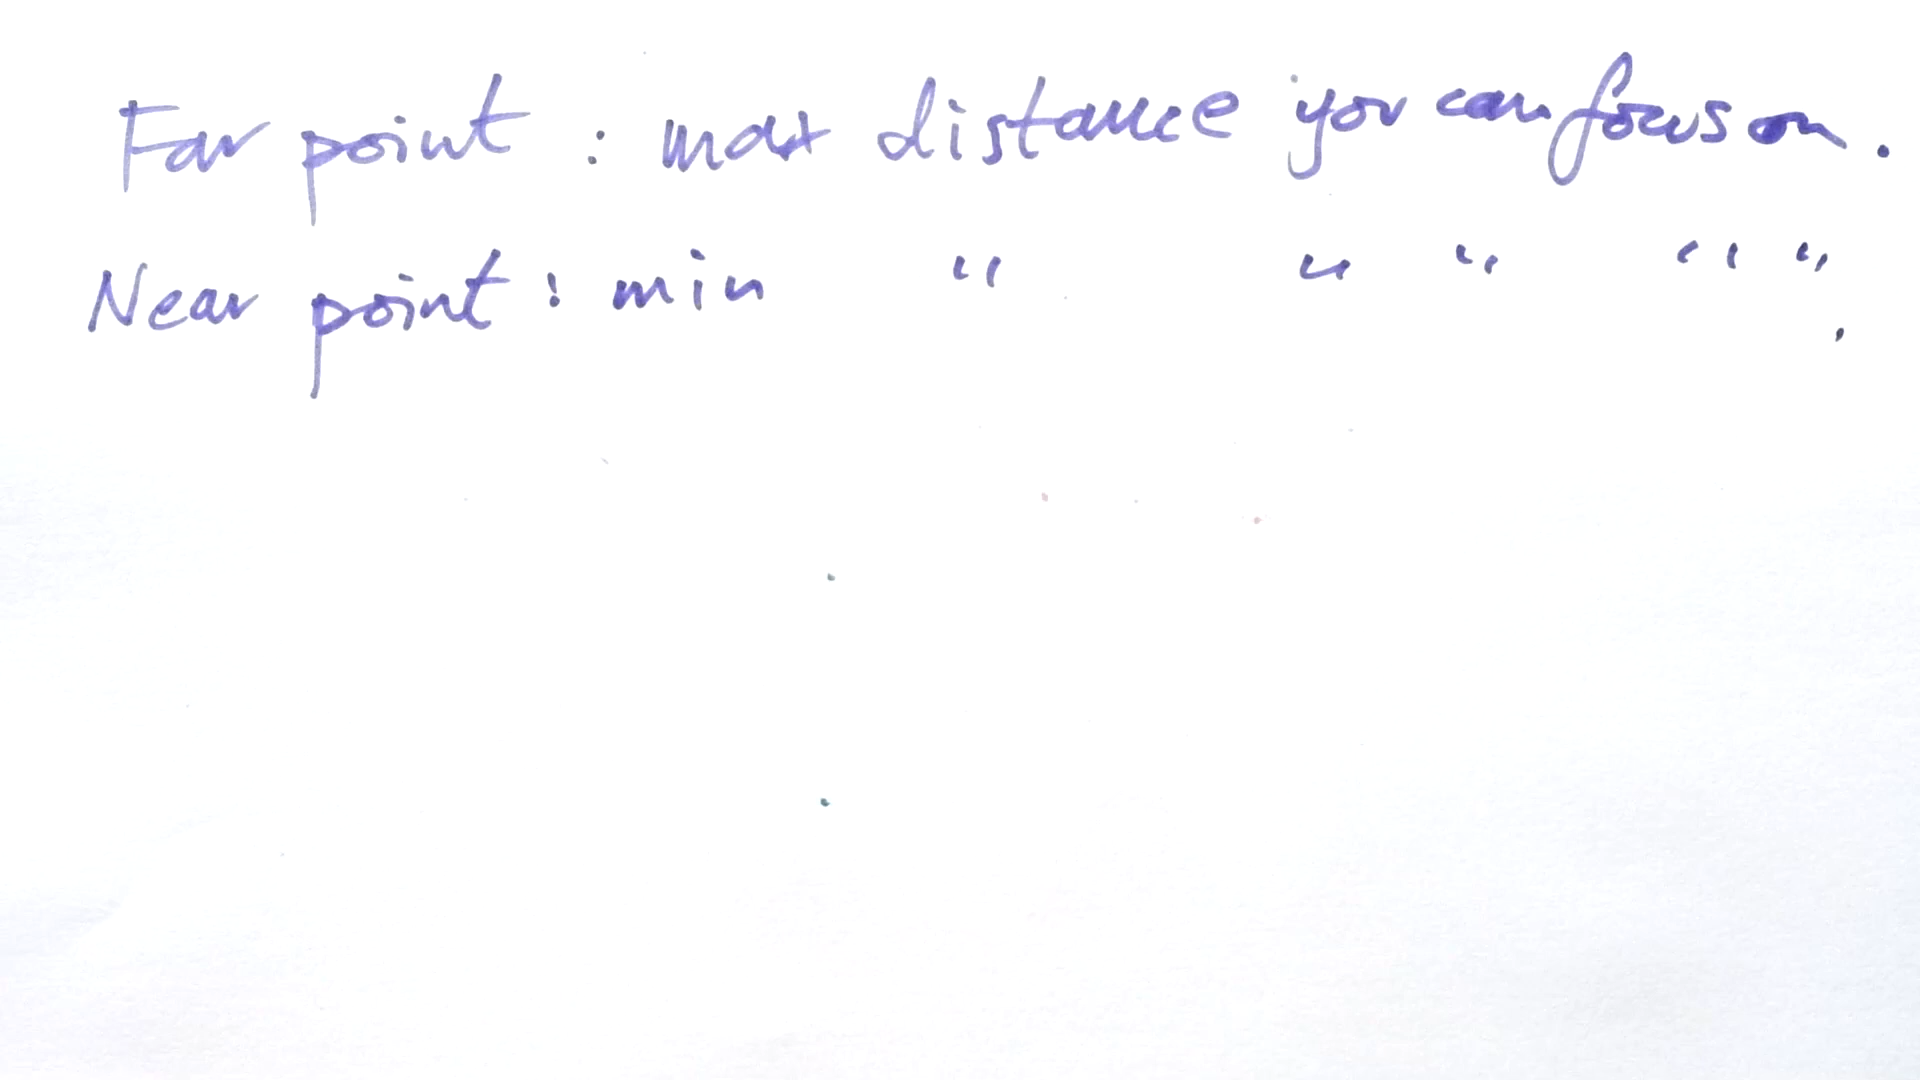 Far point : max distance you can focus on .
Near point : min " " " " " .